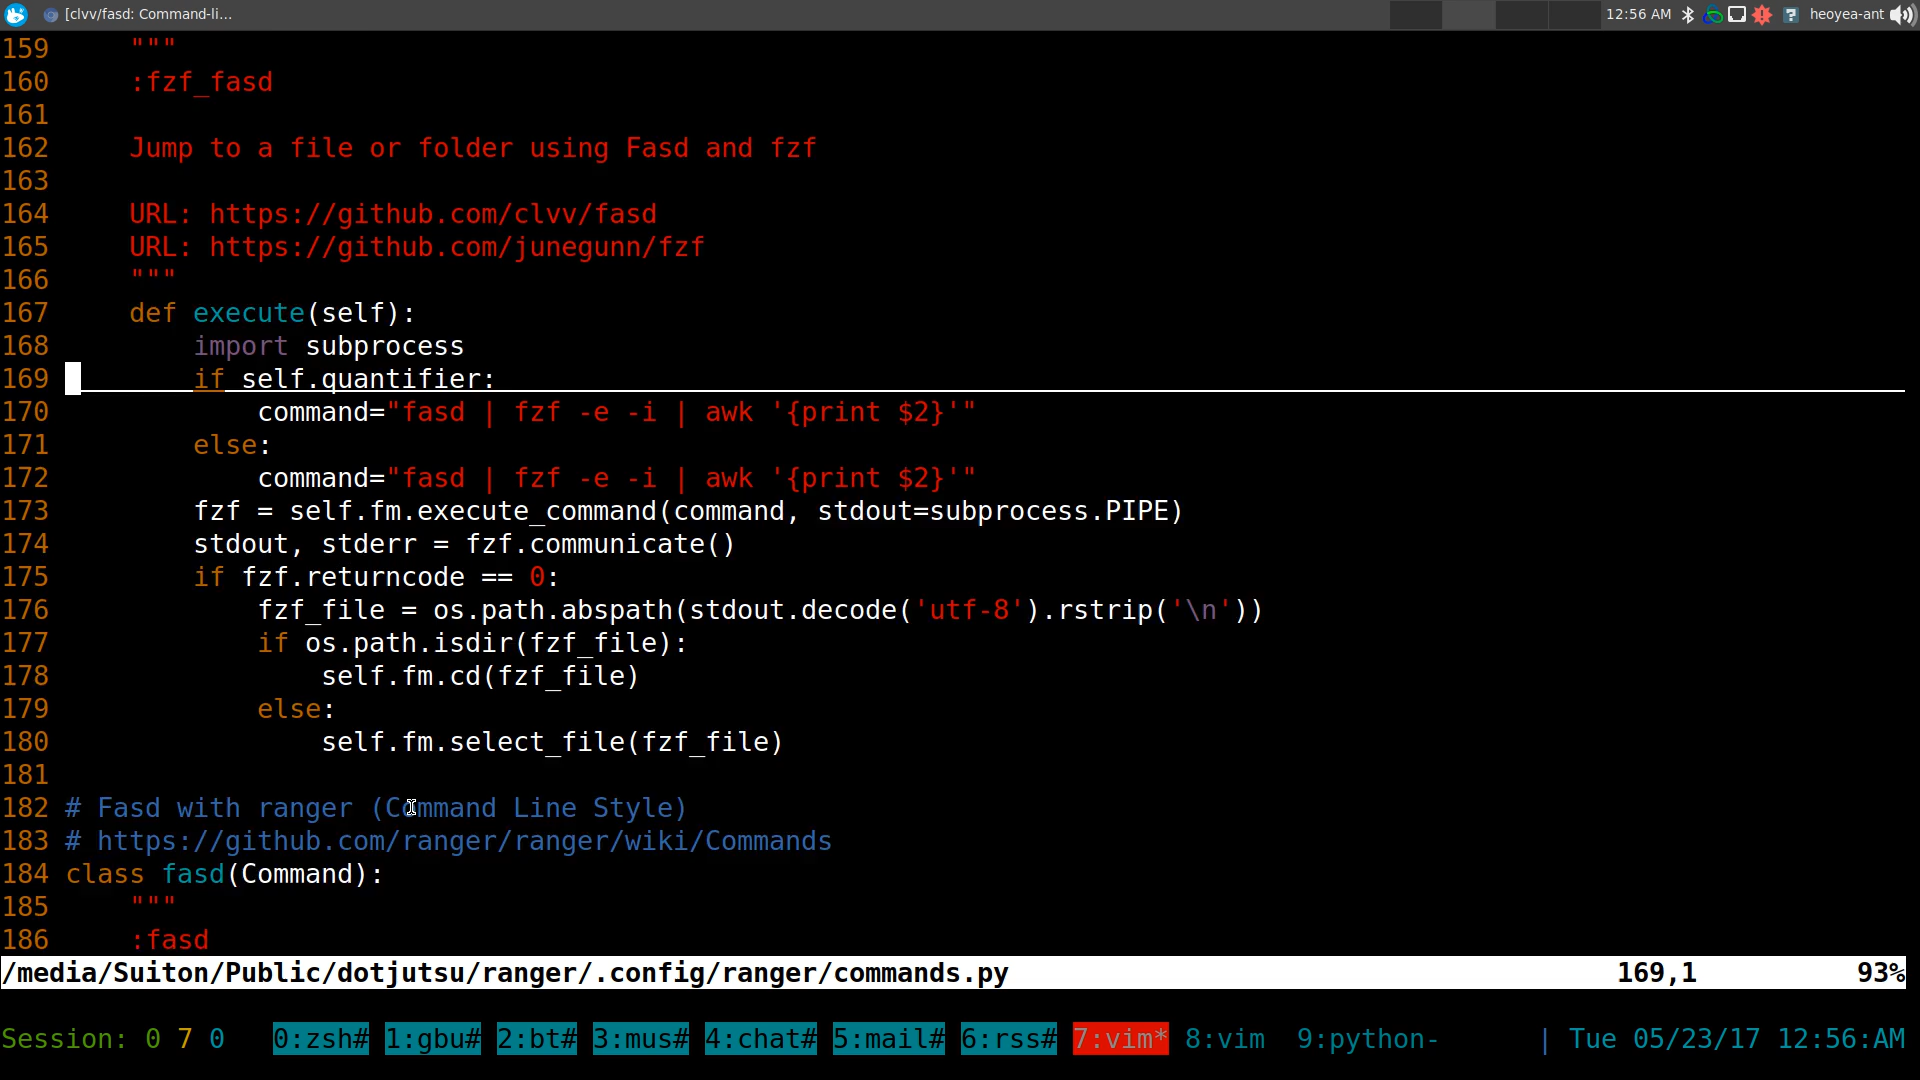 [clvv/fasd: Command-li... 12:56 AM heoyea-ant
159     """
160     :fzf_fasd
161
162     Jump to a file or folder using Fasd and fzf
163
164     URL: https://github.com/clvv/fasd
165     URL: https://github.com/junegunn/fzf
166     """
167     def execute(self):
168         import subprocess
169         if self.quantifier:
170             command="fasd | fzf -e -i | awk '{print $2}'"
171         else:
172             command="fasd | fzf -e -i | awk '{print $2}'"
173         fzf = self.fm.execute_command(command, stdout=subprocess.PIPE)
174         stdout, stderr = fzf.communicate()
175         if fzf.returncode == 0:
176             fzf_file = os.path.abspath(stdout.decode('utf-8').rstrip('\n'))
177             if os.path.isdir(fzf_file):
178                 self.fm.cd(fzf_file)
179             else:
180                 self.fm.select_file(fzf_file)
181
182 # Fasd with ranger (Command Line Style)
183 # https://github.com/ranger/ranger/wiki/Commands
184 class fasd(Command):
185     """
186     :fasd
/media/Suiton/Public/dotjutsu/ranger/.config/ranger/commands.py 169,1 93%
Session: 0 7 0 0:zsh# 1:gbu# 2:bt# 3:mus# 4:chat# 5:mail# 6:rss# 7:vim* 8:vim 9:python- | Tue 05/23/17 12:56:AM